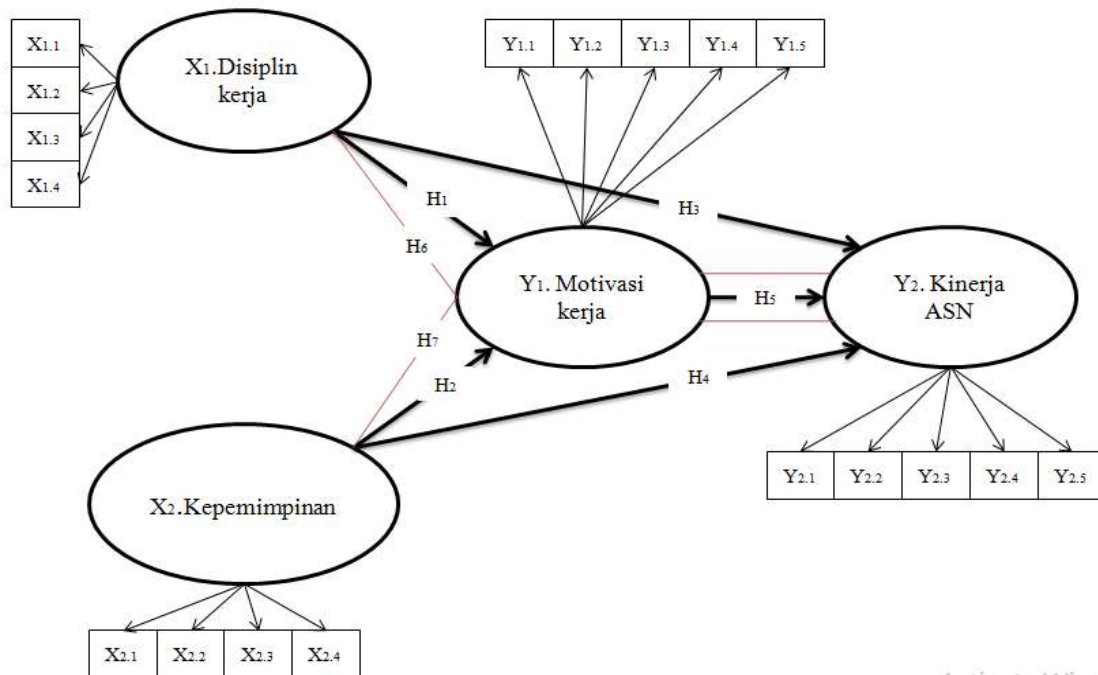 X1.1
X1.2
X1.3
X1.4
X1.Disiplin
kerja
Y1.1 Y1.2 Y1.3 Y1.4 Y1.5
H1
H3
H6
Y1. Motivasi
kerja
H5
Y2. Kinerja
ASN
H7
H2
H4
X2.Kepemimpinan
Y2.1 Y2.2 Y2.3 Y2.4 Y2.5
X2.1 X2.2 X2.3 X2.4